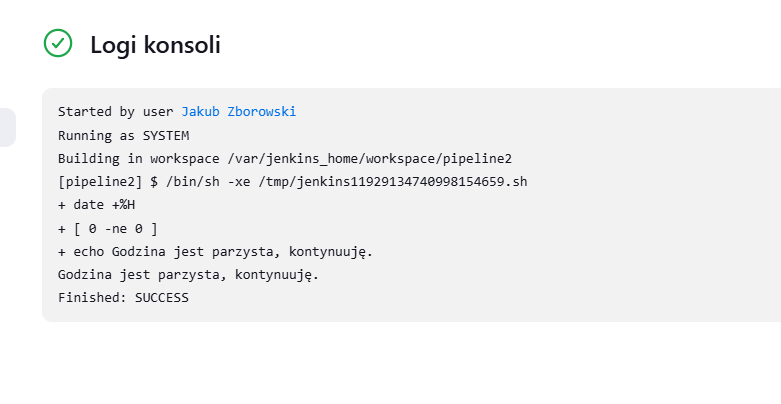 Logi konsoli
Started by user Jakub Zborowski
Running as SYSTEM
Building in workspace /var/jenkins_home/workspace/pipeline2
[pipeline2] $ /bin/sh -xe /tmp/jenkins11929134740998154659.sh
+ date +%H
+ [ 0 -ne 0 ]
+ echo Godzina jest parzysta, kontynuuję.
Godzina jest parzysta, kontynuuję.
Finished: SUCCESS